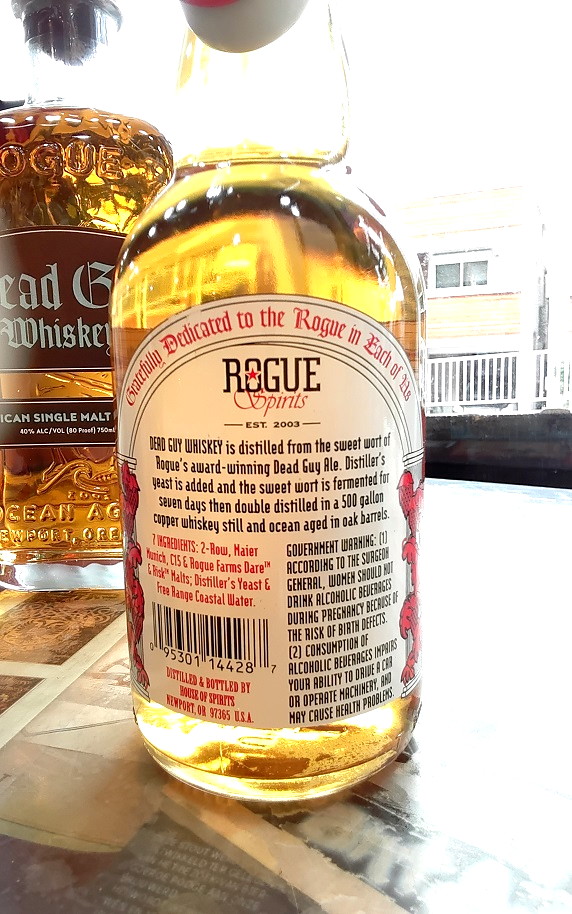 Gratefully Dedicated to the Rogue in Each of Us
ROGUE
Spirits
EST. 2003
DEAD GUY WHISKEY is distilled from the sweet wort of
Rogue's award-winning Dead Guy Ale. Distiller's
yeast is added and the sweet wort is fermented for
seven days then double distilled in a 500 gallon
copper whiskey still and ocean aged in oak barrels.
7 INGREDIENTS: 2-Row, Maier
Munich, C15 & Rogue Farms Dare™
& Risk™ Malts; Distiller's Yeast &
Free Range Coastal Water.
0 95301 14428 7
DISTILLED & BOTTLED BY
HOUSE OF SPIRITS
NEWPORT, OR 97365 U.S.A.
GOVERNMENT WARNING: (1)
ACCORDING TO THE SURGEON
GENERAL, WOMEN SHOULD NOT
DRINK ALCOHOLIC BEVERAGES
DURING PREGNANCY BECAUSE OF
THE RISK OF BIRTH DEFECTS.
(2) CONSUMPTION OF
ALCOHOLIC BEVERAGES IMPAIRS
YOUR ABILITY TO DRIVE A CAR
OR OPERATE MACHINERY, AND
MAY CAUSE HEALTH PROBLEMS.
OGUE
ead G
Whiskey
ICAN SINGLE MALT
40% ALC/VOL (80 Proof) 750ml
OCEAN AG
EWPORT, ORE